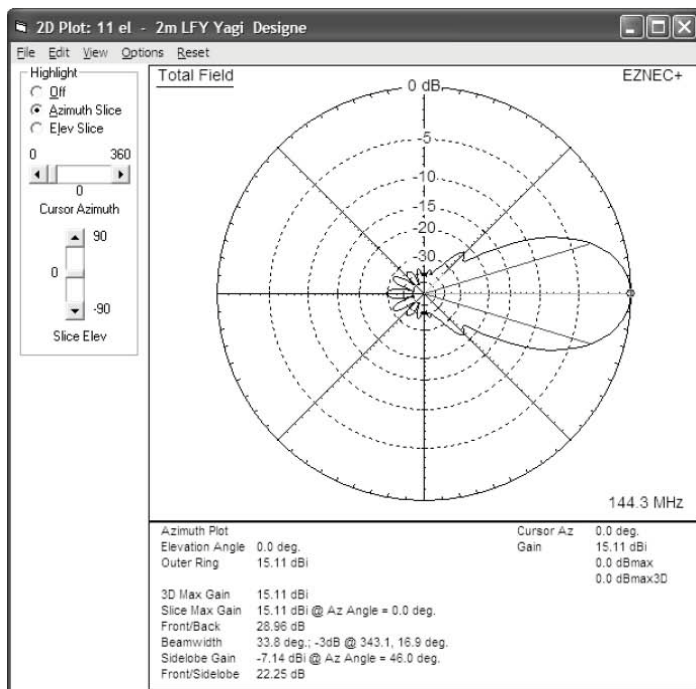 2D Plot: 11 el - 2m LFY Yagi Designe
File Edit View Options Reset
Highlight
Off
Azimuth Slice
Elev Slice
0 360
0
Cursor Azimuth
90
0
-90
Slice Elev
Total Field
EZNEC+
0 dB
-5
-10
-15
-20
-30
144.3 MHz
Azimuth Plot
Elevation Angle 0.0 deg.
Outer Ring 15.11 dBi
3D Max Gain 15.11 dBi
Slice Max Gain 15.11 dBi @ Az Angle = 0.0 deg.
Front/Back 28.96 dB
Beamwidth 33.8 deg.; -3dB @ 343.1, 16.9 deg.
Sidelobe Gain -7.14 dBi @ Az Angle = 46.0 deg.
Front/Sidelobe 22.25 dB
Cursor Az 0.0 deg.
Gain 15.11 dBi
0.0 dBmax
0.0 dBmax3D